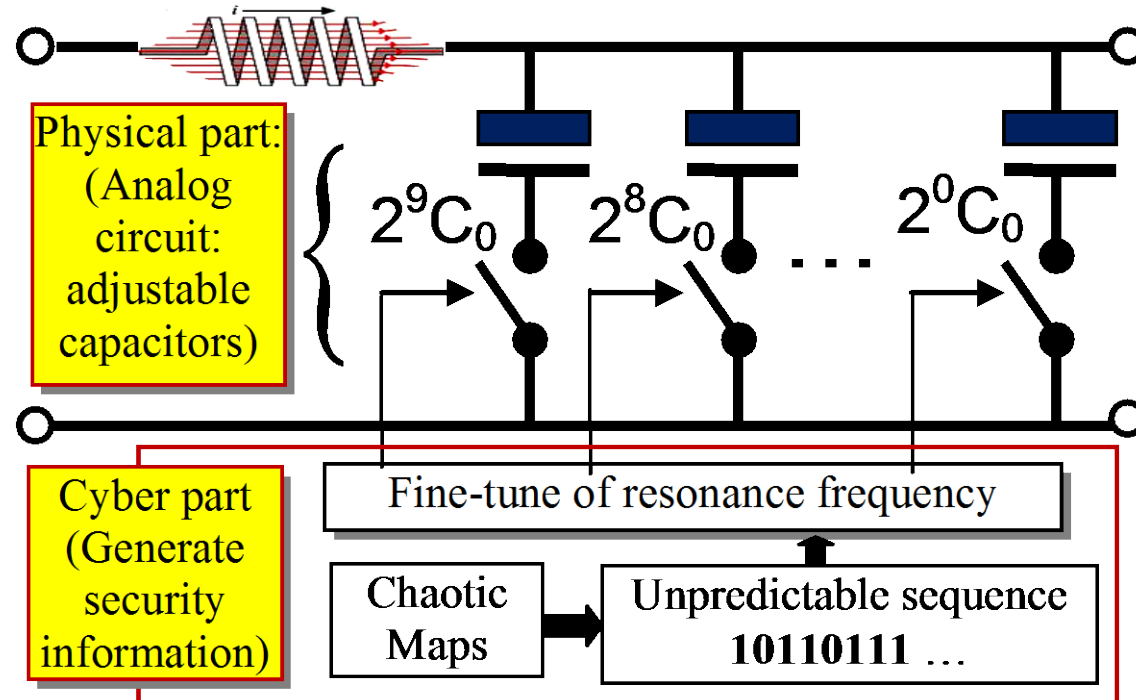 i
Physical part:
(Analog
circuit:
adjustable
capacitors)
2⁹C₀
2⁸C₀
...
2⁰C₀
Cyber part
(Generate
security
information)
Fine-tune of resonance frequency
Chaotic
Maps
Unpredictable sequence
10110111 ...